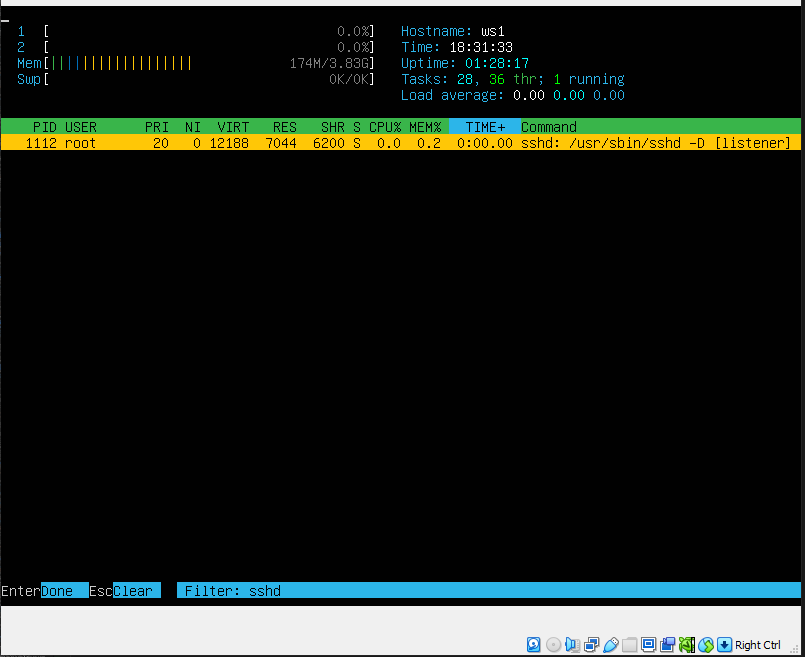 1 [ 0.0%] Hostname: ws1
2 [ 0.0%] Time: 18:31:33
Mem[|||||||||||||||||| 174M/3.83G] Uptime: 01:28:17
Swp[ 0K/0K] Tasks: 28, 36 thr; 1 running
Load average: 0.00 0.00 0.00
PID USER PRI NI VIRT RES SHR S CPU% MEM% TIME+ Command
1112 root 20 0 12188 7044 6200 S 0.0 0.2 0:00.00 sshd: /usr/sbin/sshd -D [listener]
EnterDone EscClear Filter: sshd
Right Ctrl